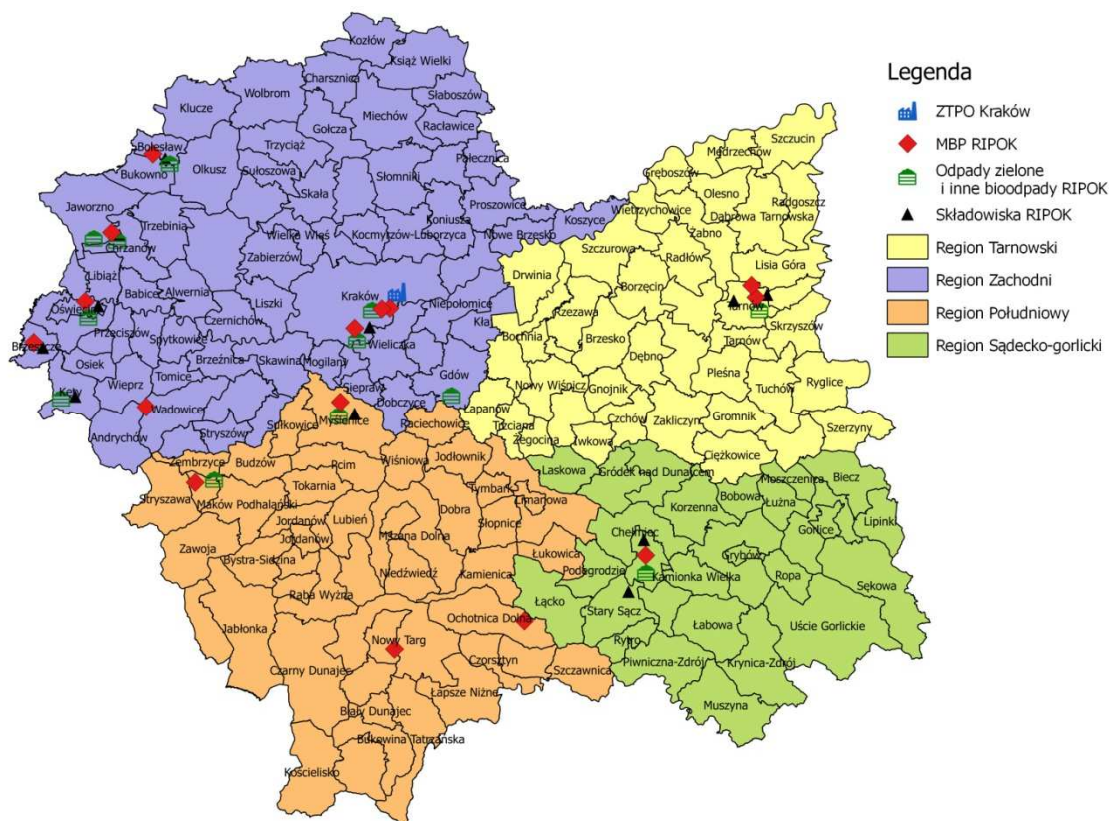 Kozłów
Książ Wielki
Charsznica
Słaboszów
Wolbrom
Klucze
Miechów
Gołcza
Racławice
Bolesław
Trzyciąż
Bukowno
Olkusz
Sułoszowa
Pałecznica
Skała
Słomniki
Jaworzno
Proszowice
Trzebinia
Koniusza
Koszyce
Wielka Wieś
Kocmyrzów-Luborzyca
Nowe Brzesko
Chrzanów
Zabierzów
Libiąż
Babice
Alwernia
Liszki
Kraków
Niepołomice
Oświęcim
Czernichów
Kłaj
Przeciszów
Spytkowice
Wieliczka
Brzeszcze
Osiek
Brzeźnica
Skawina
Mogilany
Tomice
Gdów
Wieprz
Siepraw
Kęty
Wadowice
Dobczyce
Andrychów
Stryszów
Szczucin
Mędrzechów
Gręboszów
Olesno
Radgoszcz
Wietrzychowice
Dąbrowa Tarnowska
Żabno
Szczurowa
Radłów
Lisia Góra
Drwinia
Borzęcin
Rzezawa
Tarnów
Skrzyszów
Bochnia
Brzesko
Dębno
Tarnów
Pleśna
Nowy Wiśnicz
Gnojnik
Tuchów
Ryglice
Łapanów
Czchów
Zakliczyn
Gromnik
Szerzyny
Trzciana
Żegocina
Iwkowa
Ciężkowice
Sułkowice
Myślenice
Raciechowice
Zembrzyce
Budzów
Pcim
Wiśniowa
Jodłownik
Stryszawa
Maków Podhalański
Tokarnia
Tymbark
Limanowa
Jordanów
Lubień
Dobra
Słopnice
Zawoja
Jordanów
Mszana Dolna
Bystra-Sidzina
Łukowica
Niedźwiedź
Kamienica
Raba Wyżna
Jabłonka
Ochotnica Dolna
Nowy Targ
Czarny Dunajec
Czorsztyn
Szczawnica
Łapsze Niżne
Biały Dunajec
Bukowina Tatrzańska
Kościelisko
Laskowa
Gródek nad Dunajcem
Moszczenica
Biecz
Bobowa
Łużna
Korzenna
Gorlice
Lipinki
Chełmiec
Grybów
Podegrodzie
Kamionka Wielka
Ropa
Sękowa
Łącko
Stary Sącz
Łabowa
Uście Gorlickie
Rytro
Piwniczna-Zdrój
Krynica-Zdrój
Muszyna
Legenda
ZTPO Kraków
MBP RIPOK
Odpady zielone
i inne bioodpady RIPOK
Składowiska RIPOK
Region Tarnowski
Region Zachodni
Region Południowy
Region Sądecko-gorlicki